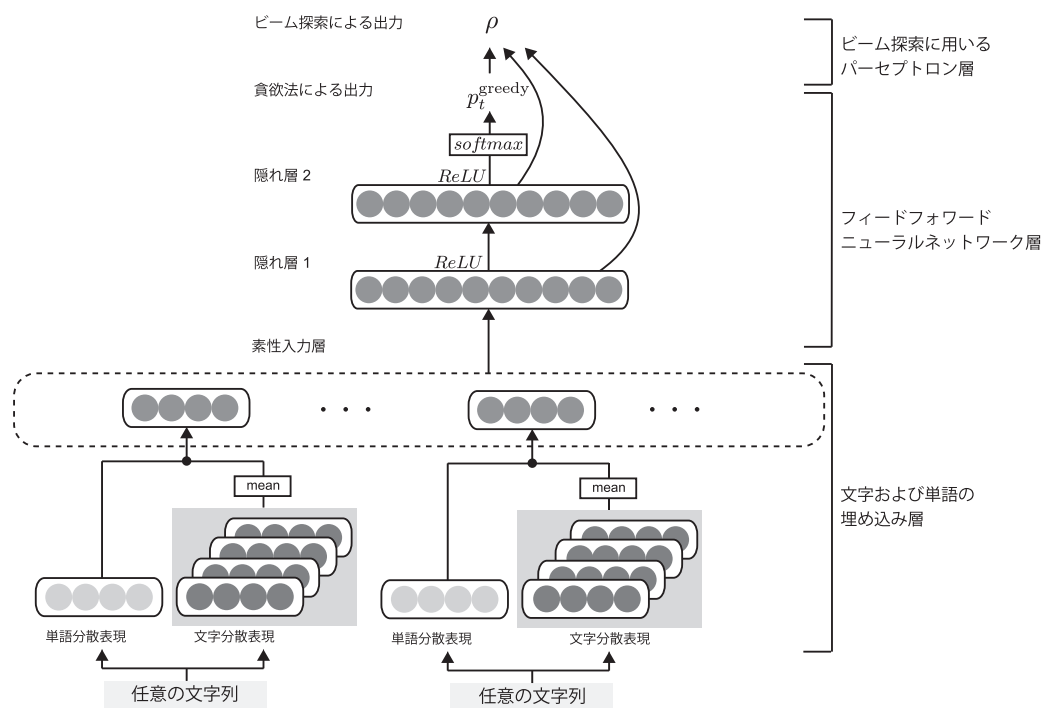 ビーム探索による出力
ρ
ビーム探索に用いる
パーセプトロン層
貪欲法による出力
p_t^greedy
softmax
隠れ層 2
ReLU
フィードフォワード
ニューラルネットワーク層
隠れ層 1
ReLU
素性入力層
・・・
・・・
mean
mean
文字および単語の
埋め込み層
単語分散表現
文字分散表現
単語分散表現
文字分散表現
任意の文字列
任意の文字列